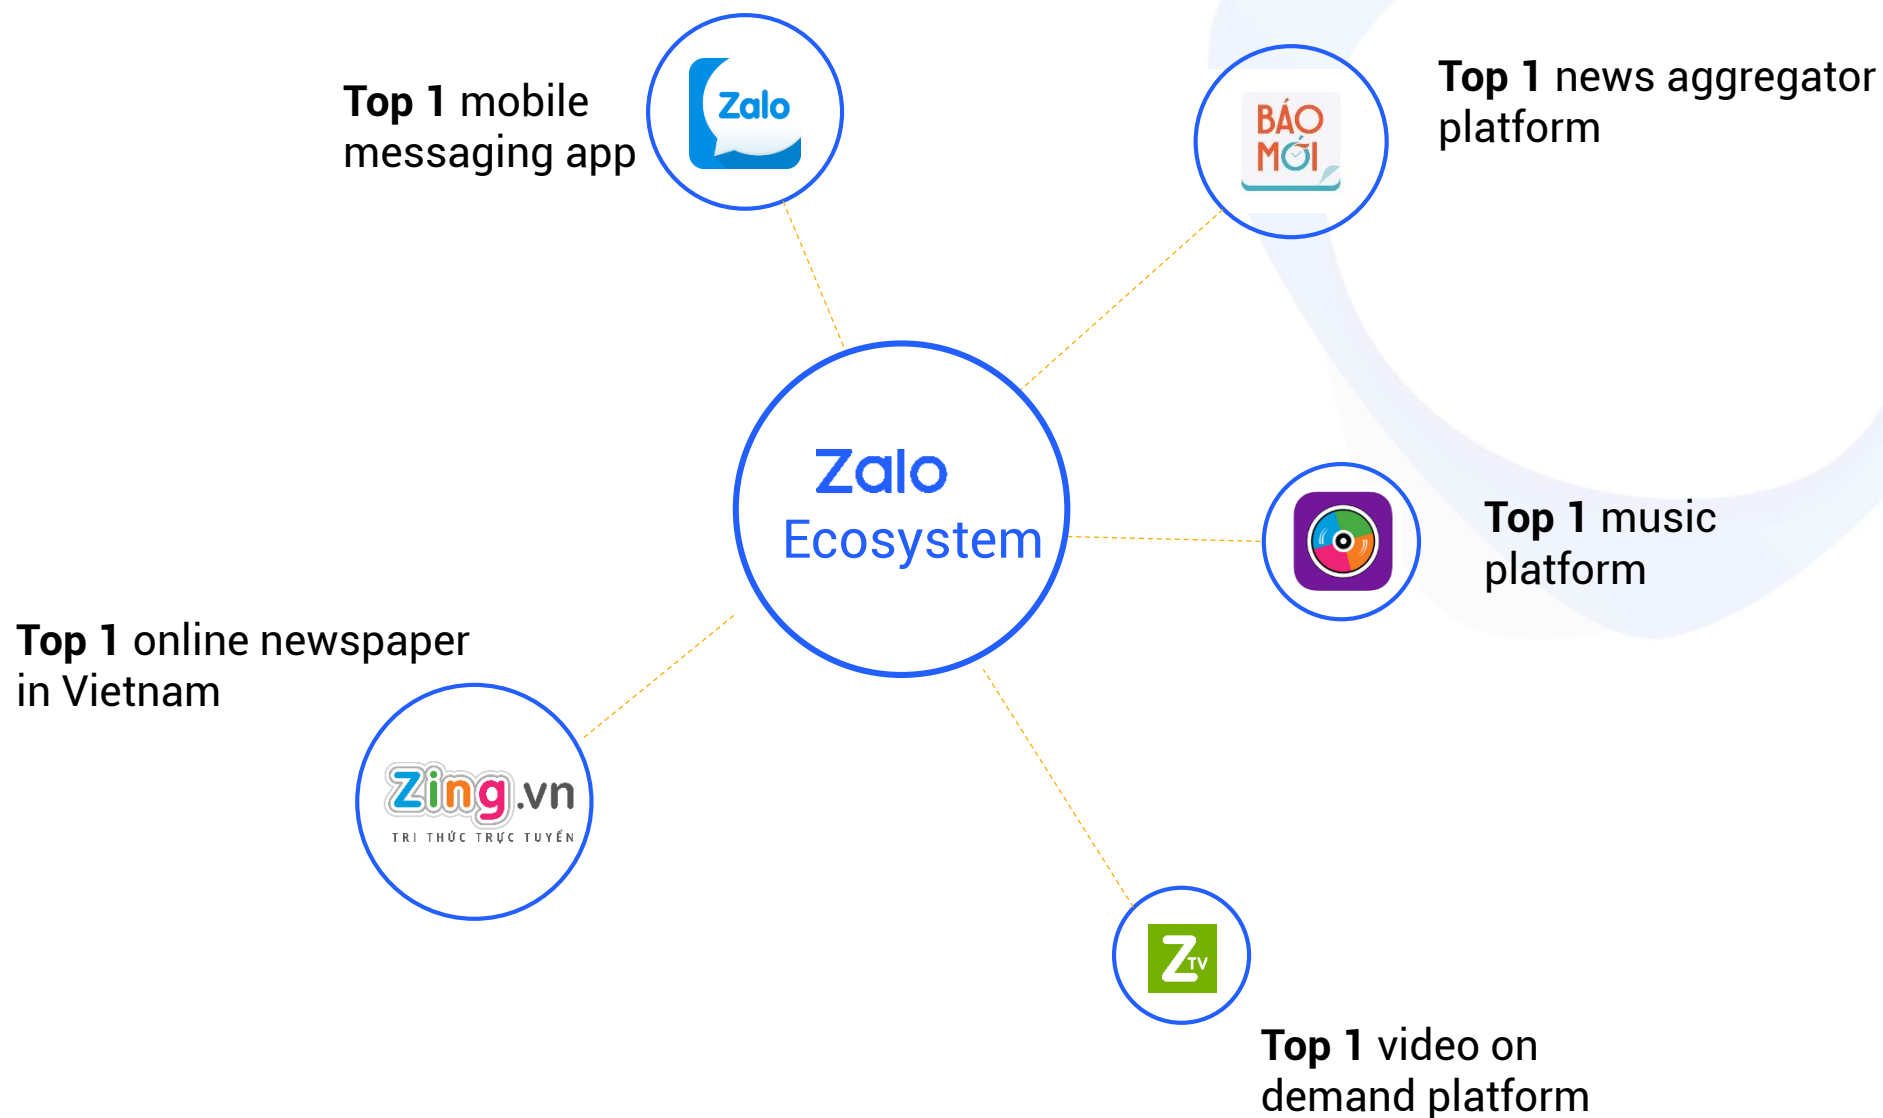 Top 1 mobile
messaging app
Zalo
BÁO
MỚI
Top 1 news aggregator
platform
Zalo
Ecosystem
Top 1 music
platform
Top 1 online newspaper
in Vietnam
Zing.vn
TRI THỨC TRỰC TUYẾN
Z TV
Top 1 video on
demand platform